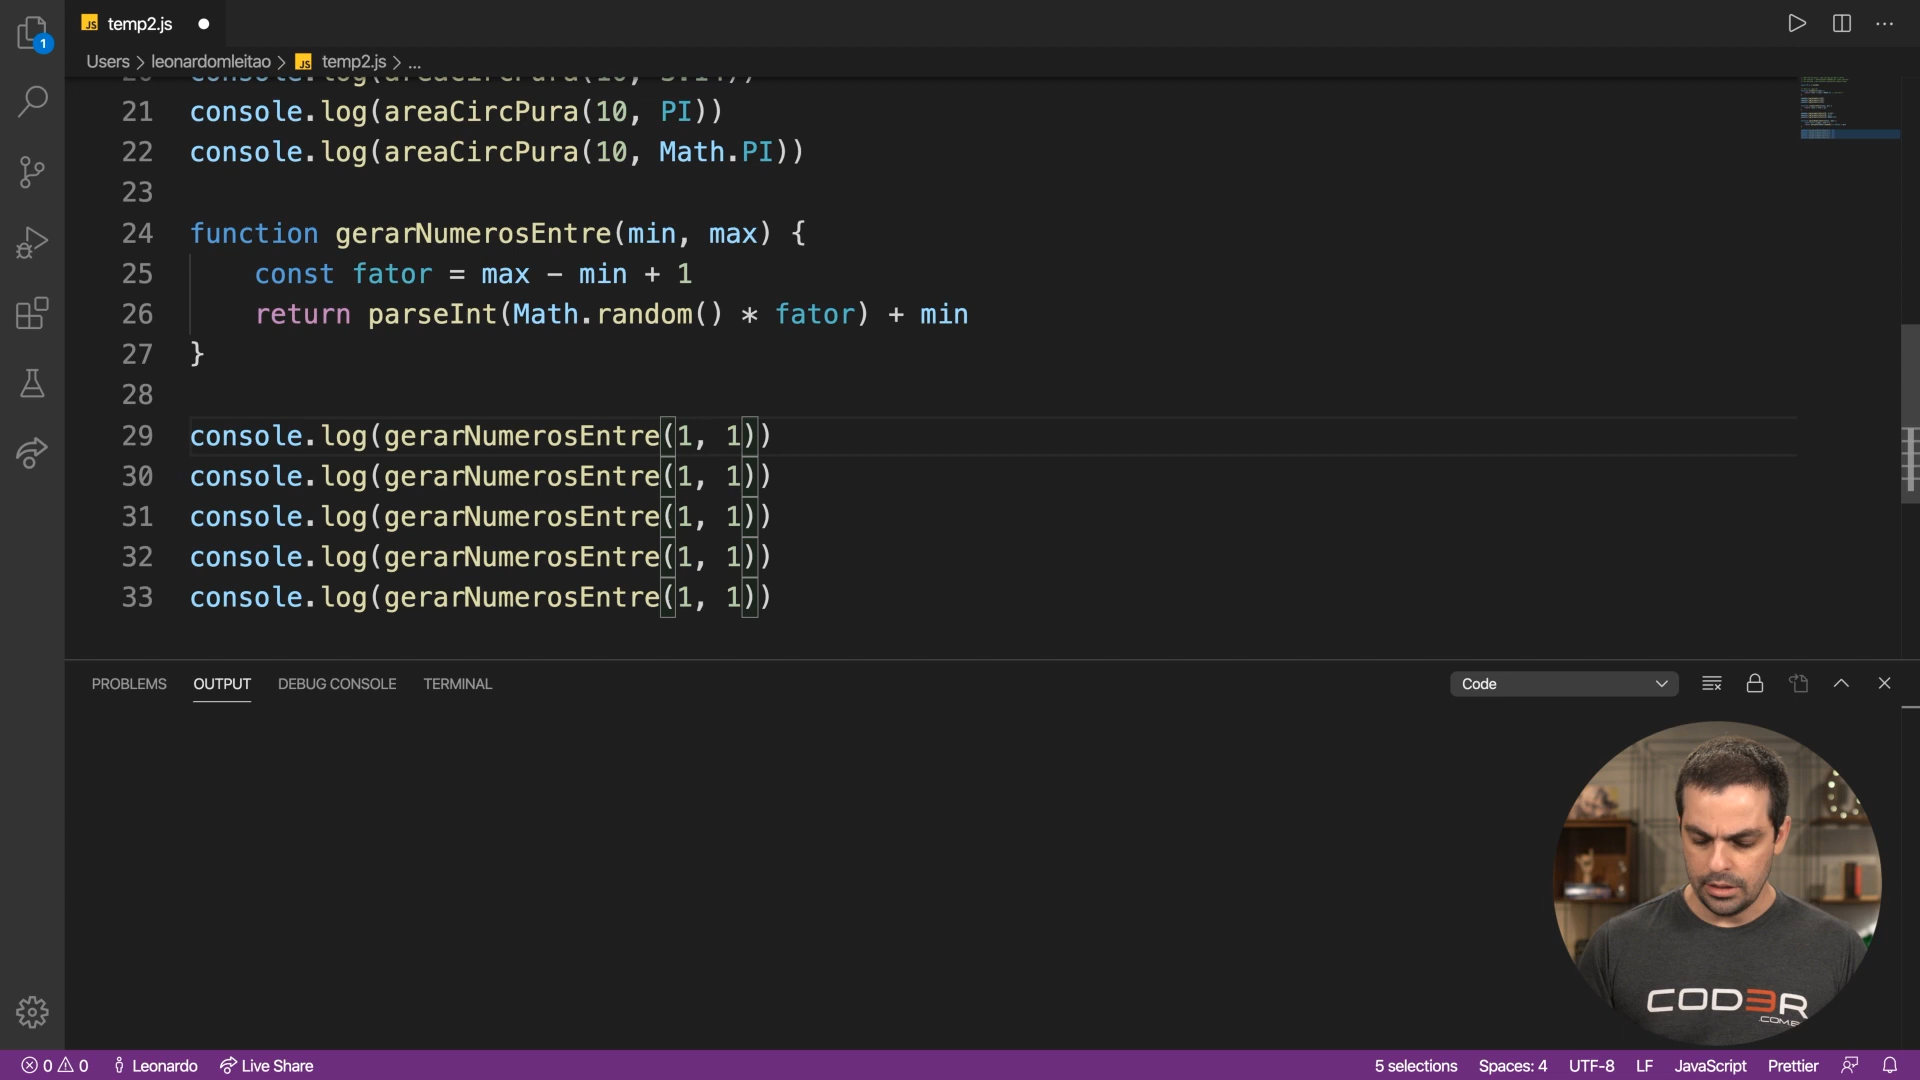 temp2.js
Users > leonardomleitao > temp2.js > ...
21 console.log(areaCircPura(10, PI))
22 console.log(areaCircPura(10, Math.PI))
23
24 function gerarNumerosEntre(min, max) {
25 const fator = max - min + 1
26 return parseInt(Math.random() * fator) + min
27 }
28
29 console.log(gerarNumerosEntre(1, 1))
30 console.log(gerarNumerosEntre(1, 1))
31 console.log(gerarNumerosEntre(1, 1))
32 console.log(gerarNumerosEntre(1, 1))
33 console.log(gerarNumerosEntre(1, 1))
PROBLEMS OUTPUT DEBUG CONSOLE TERMINAL Code
COD3R
0 0 Leonardo Live Share 5 selections Spaces: 4 UTF-8 LF JavaScript Prettier